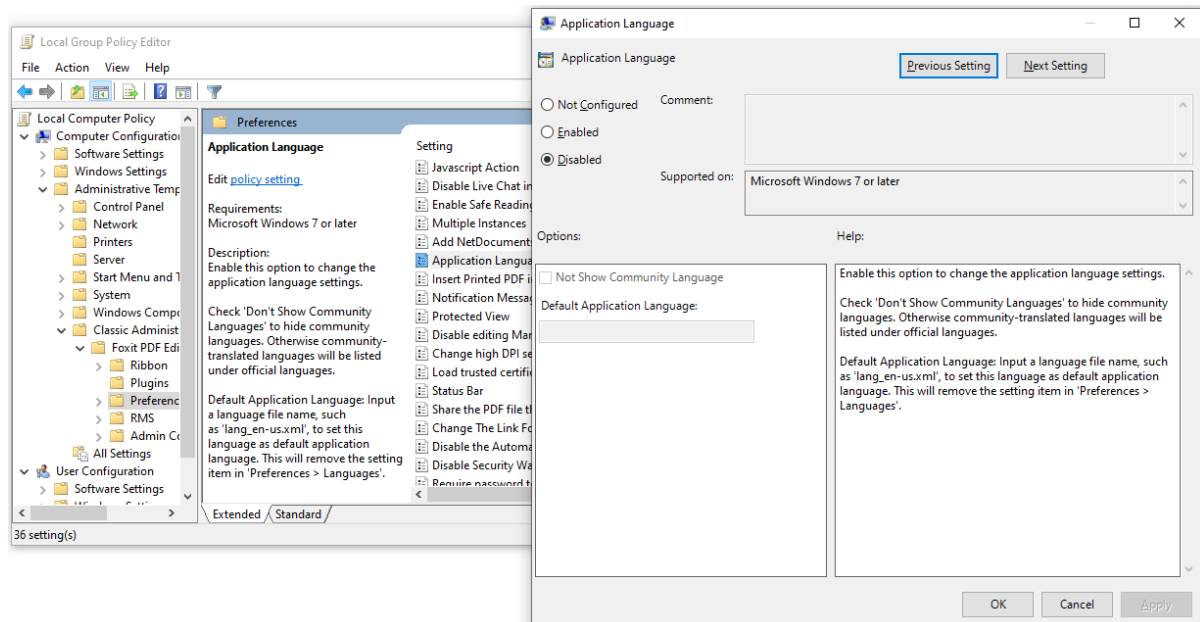 Local Group Policy Editor
File Action View Help
Local Computer Policy
Computer Configuration
Software Settings
Windows Settings
Administrative Temp
Control Panel
Network
Printers
Server
Start Menu and T
System
Windows Compo
Classic Administ
Foxit PDF Edi
Ribbon
Plugins
Preferenc
RMS
Admin Co
All Settings
User Configuration
Software Settings
Preferences
Application Language
Edit policy setting
Requirements:
Microsoft Windows 7 or later
Description:
Enable this option to change the
application language settings.
Check 'Don't Show Community
Languages' to hide community
languages. Otherwise community-
translated languages will be listed
under official languages.
Default Application Language: Input
a language file name, such
as 'lang_en-us.xml', to set this
language as default application
language. This will remove the setting
item in 'Preferences > Languages'.
Setting
Javascript Action
Disable Live Chat in
Enable Safe Reading
Multiple Instances
Add NetDocument
Application Langua
Insert Printed PDF i
Notification Messag
Protected View
Disable editing Mar
Change high DPI se
Load trusted certific
Status Bar
Share the PDF file t
Change The Link Fo
Disable the Automa
Disable Security Wa
Require password t
Extended Standard
36 setting(s)
Application Language
Application Language
Previous Setting Next Setting
Not Configured
Enabled
Disabled
Comment:
Supported on:
Microsoft Windows 7 or later
Options:
Help:
Not Show Community Language
Default Application Language:
Enable this option to change the application language settings.
Check 'Don't Show Community Languages' to hide community
languages. Otherwise community-translated languages will be
listed under official languages.
Default Application Language: Input a language file name, such
as 'lang_en-us.xml', to set this language as default application
language. This will remove the setting item in 'Preferences >
Languages'.
OK Cancel Apply